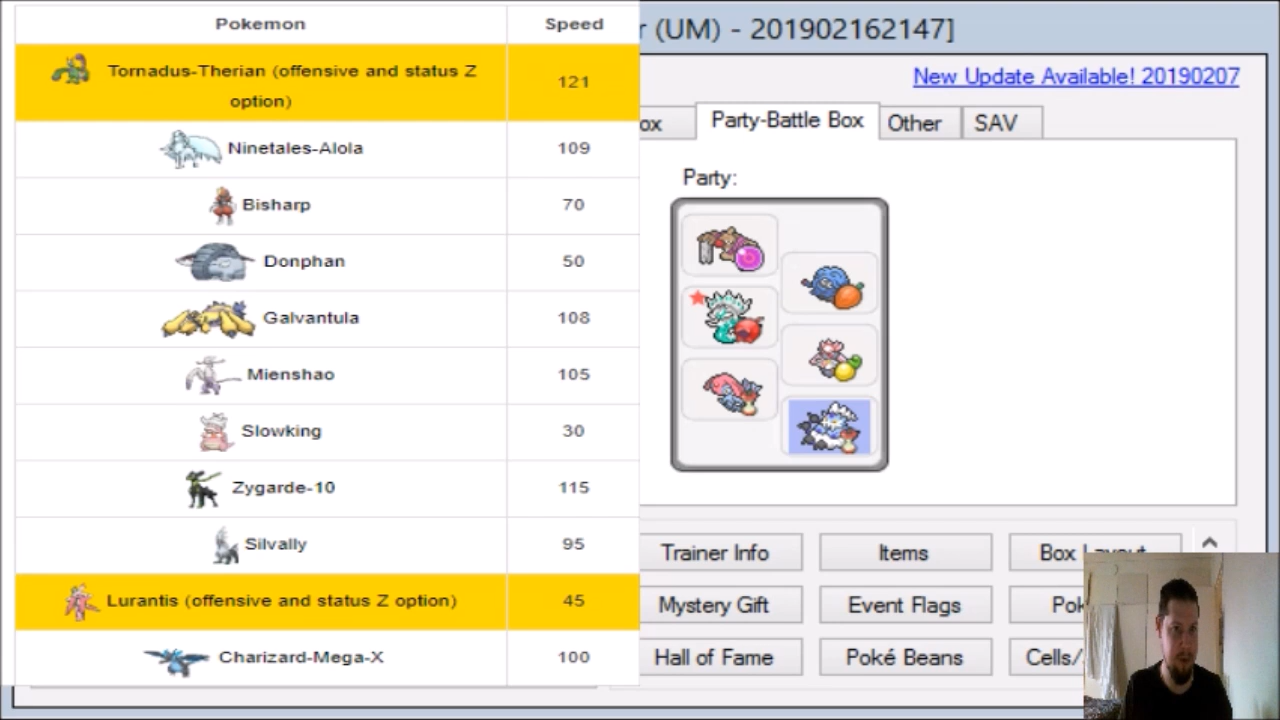 Pokemon Speed
Tornadus-Therian (offensive and status Z
option) 121
Ninetales-Alola 109
Bisharp 70
Donphan 50
Galvantula 108
Mienshao 105
Slowking 30
Zygarde-10 115
Silvally 95
Lurantis (offensive and status Z option) 45
Charizard-Mega-X 100
(UM) - 201902162147]
New Update Available! 20190207
Party-Battle Box Other SAV
Party:
Trainer Info Items
Mystery Gift Event Flags
Hall of Fame Poké Beans Cells/